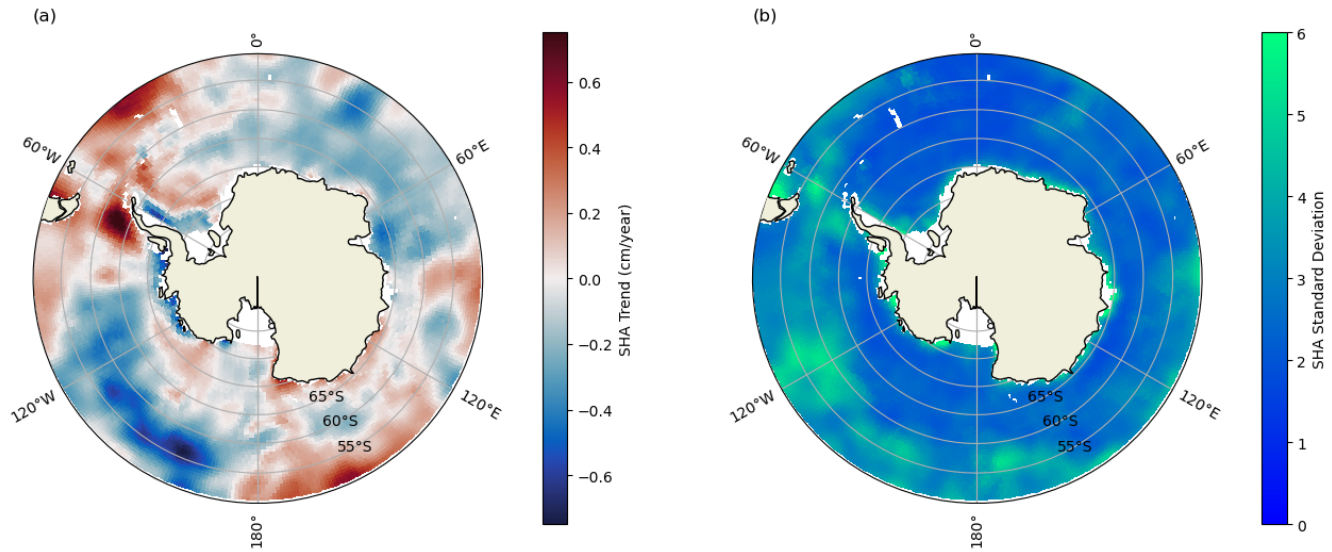 (a)
0°
60°W
60°E
120°W
120°E
180°
65°S
60°S
55°S
0.6
0.4
0.2
0.0
−0.2
−0.4
−0.6
SHA Trend (cm/year)
(b)
0°
60°W
60°E
120°W
120°E
180°
65°S
60°S
55°S
6
5
4
3
2
1
0
SHA Standard Deviation